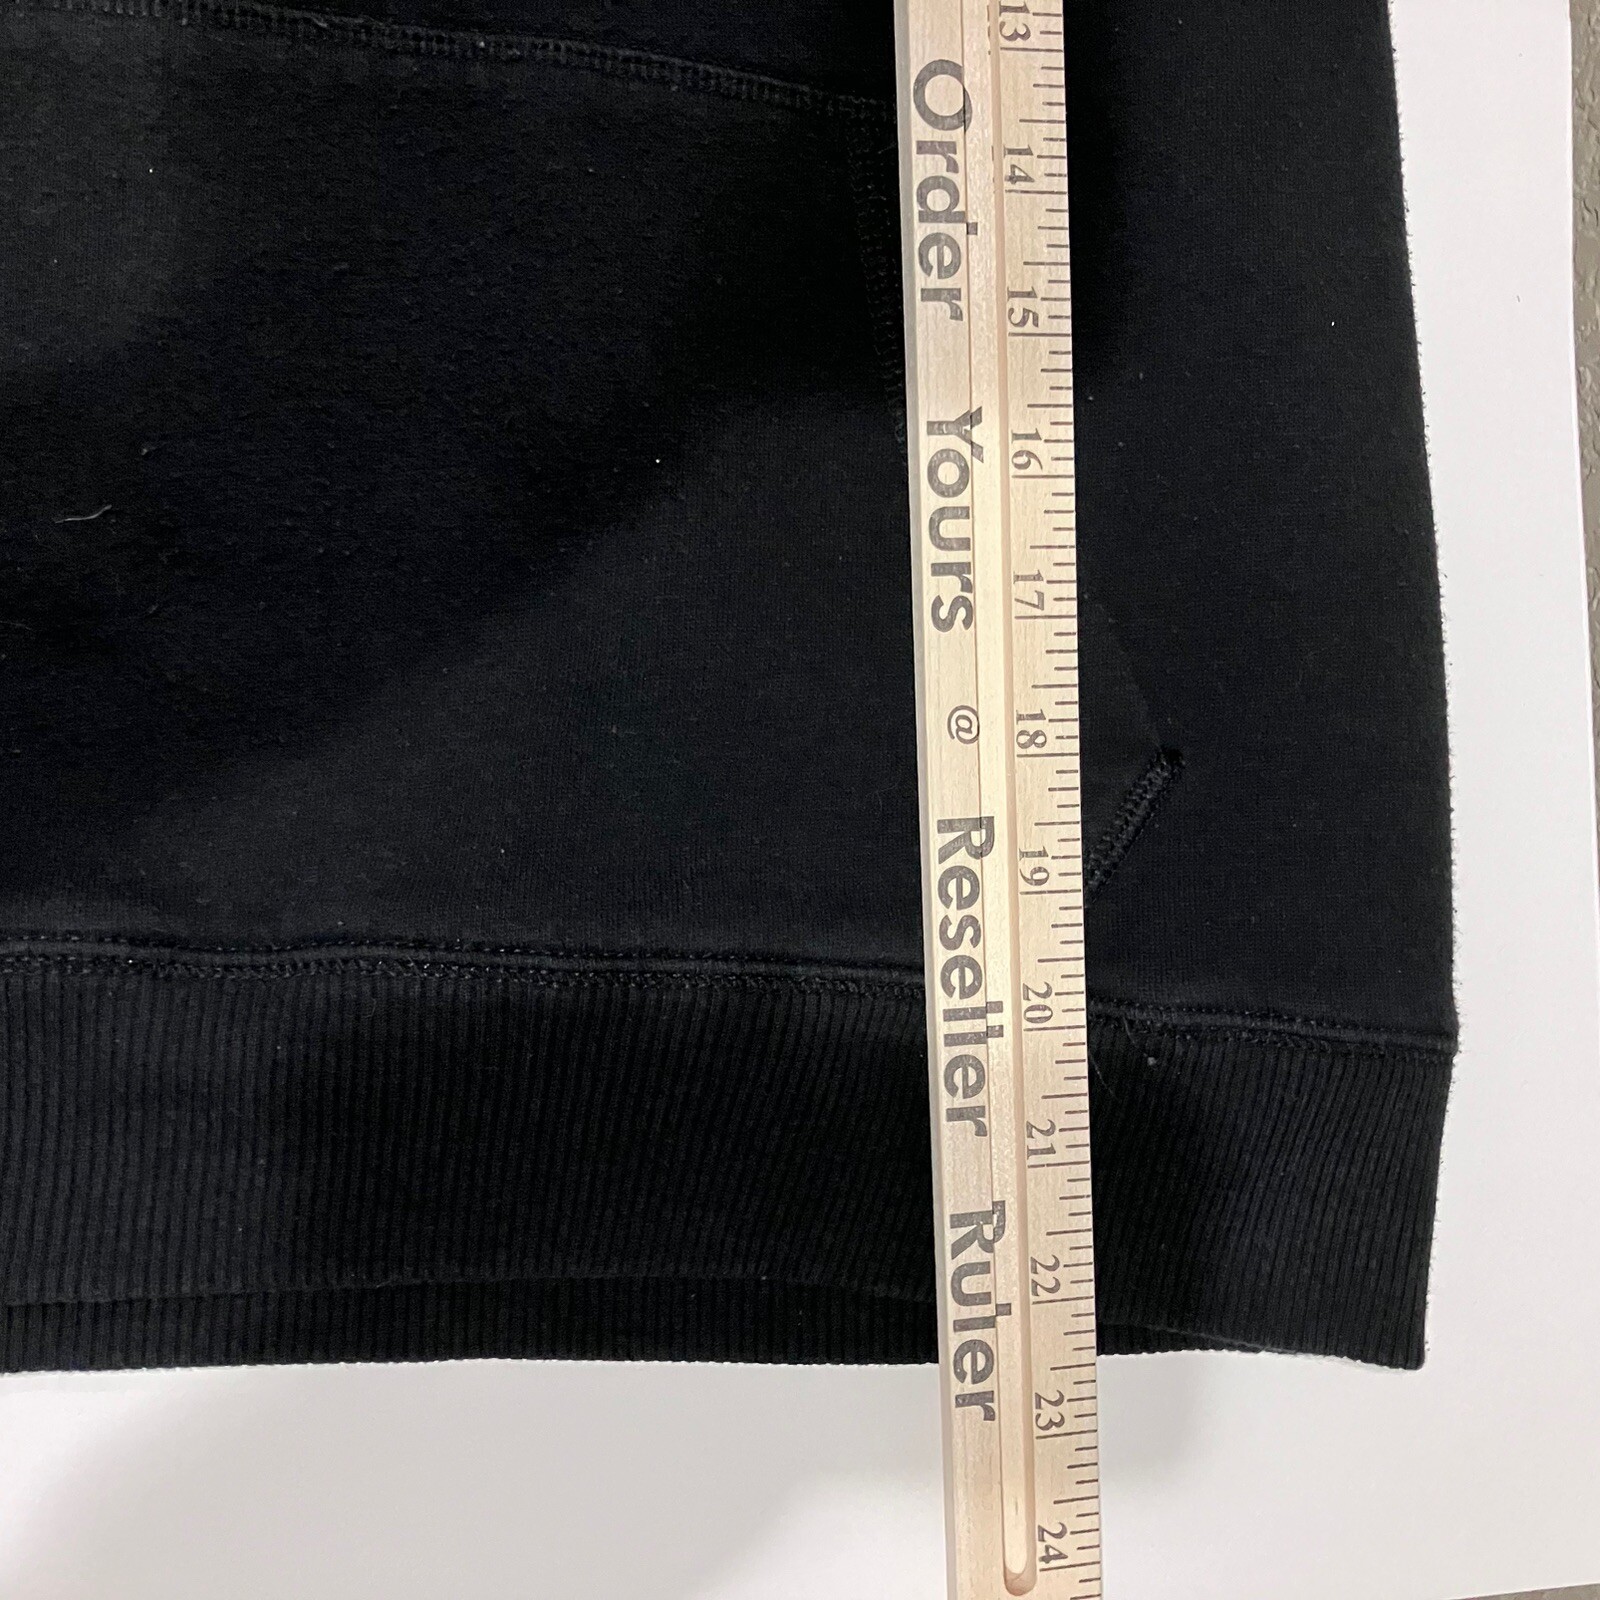 Order Yours @ Reseller Ruler
13 14 15 16 17 18 19 20 21 22 23 24